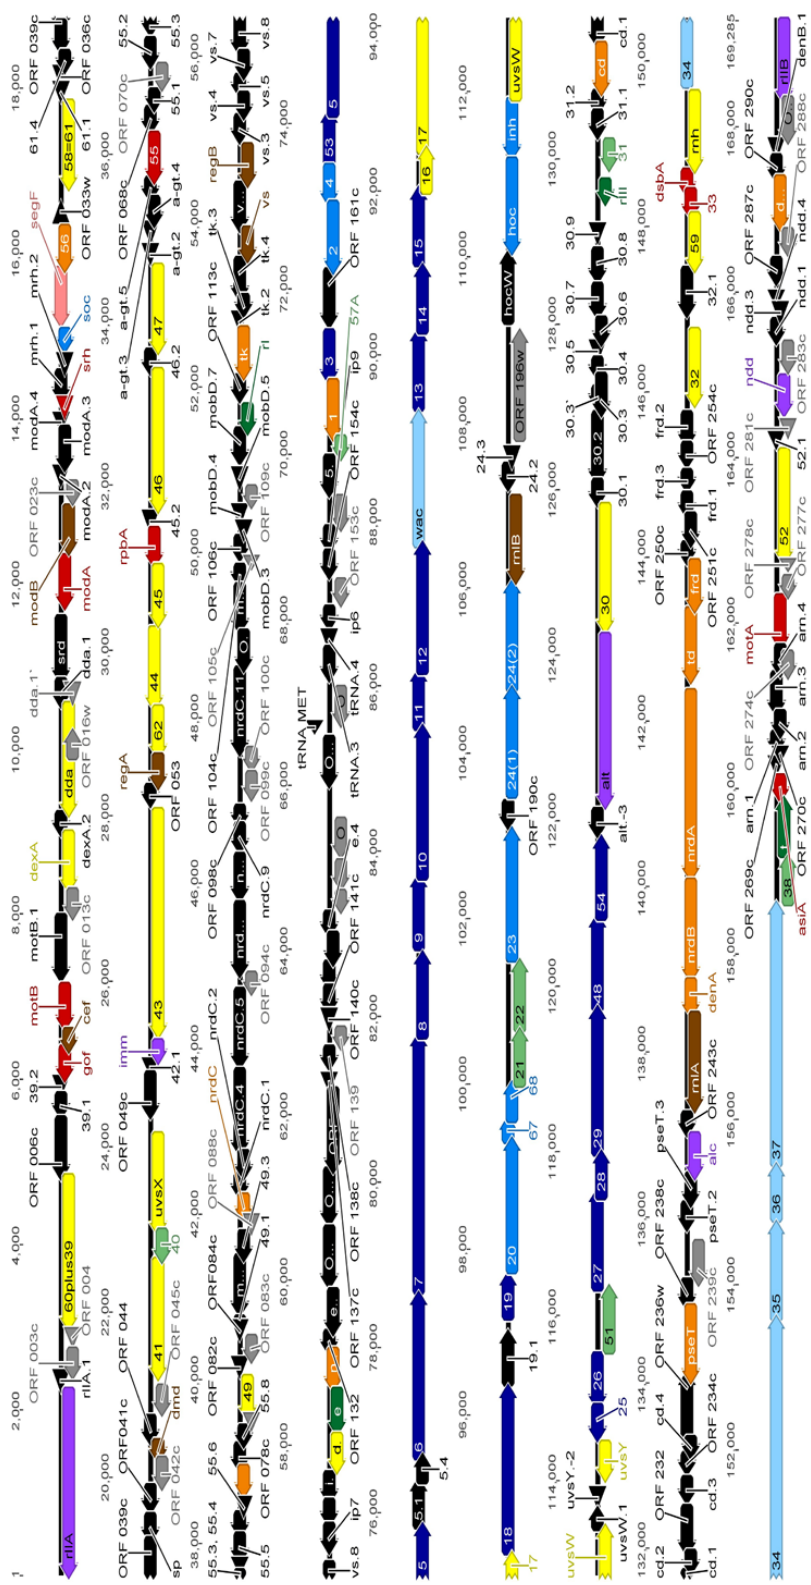 1 2,000 4,000 6,000 8,000 10,000 12,000 14,000 16,000 18,000
ORF 003c ORF 006c 39.2 motB motB.1 dexA dda.1` modB ORF 023c modA.4 mrh.1 mrh.2 segF 61.4 ORF 039c
rIIA 60plus39 dda srd 56 58=61
rIIA.1 ORF 004 39.1 gof cef ORF 013c dexA.2 ORF 016w dda.1 modA modA.2 modA.3 srh soc ORF 033w 61.1 ORF 036c
20,000 22,000 24,000 26,000 28,000 30,000 32,000 34,000 36,000
ORF 039c ORF041c ORF 044 ORF 049c imm regA rpbA a-gt.3 a-gt.5 ORF 068c ORF 070c 55.2
41 uvsX 43 62 44 45 46 47 55
sp ORF 042c dmd ORF 045c 40 42.1 ORF 053 45.2 46.2 a-gt.2 a-gt.4 55.1 55.3
38,000 40,000 42,000 44,000 46,000 48,000 50,000 52,000 54,000 56,000
55.3, 55.4 55.6 ORF 082c ORF084c ORF 088c nrdC nrdC.2 ORF 094c ORF 098c ORF 104c ORF 105c ORF 106c mobD.4 mobD.7 ORF 113c tk.3 regB vs.4 vs.7
49 m... nrdC.4 nrdC.5 nrd... n... nrdC.11 O... m... tk v.
55.5 ORF 078c 55.8 ORF 083c 49.1 49.3 nrdC.1 nrdC.9 ORF 099c ORF 100c mobD.3 ORF 109c mobD.5 rI tk.2 tk.4 vs vs.3 vs.5 vs.8
58,000 60,000 62,000 64,000 66,000 68,000 70,000 72,000 74,000
tRNA_MET
i. d. e n e... O... O... ORF... O... 5. 1 3 2 4 53 5
vs.8 ip7 ORF 132 ORF 137c ORF 138c ORF 139 ORF 140c ORF 141c e.4 tRNA.3 tRNA.4 ip6 ORF 153c ORF 154c ip9 57A ORF 161c
76,000 78,000 80,000 82,000 84,000 86,000 88,000 90,000 92,000 94,000
5 5.1 6 7 8 9 10 11 12 wac 13 14 15 16 17
5.4
96,000 98,000 100,000 102,000 104,000 106,000 108,000 110,000 112,000
67 24.3
18 19 20 21 22 23 24(1) 24(2) rnlB ORF 196w hocW hoc inh uvsW
17 19.1 68 ORF 190c 24.2
114,000 116,000 118,000 120,000 122,000 124,000 126,000 128,000 130,000
uvsW uvsY.-2 30.3` 30.5 30.7 30.9 rIII 31.2
26 51 27 28 29 48 54 alt 30 30.2 31 cd
uvsW.1 uvsY 25 alt.-3 30.1 30.3 30.4 30.6 30.8 31.1 cd.1
132,000 134,000 136,000 138,000 140,000 142,000 144,000 146,000 148,000 150,000
cd.2 ORF 232 cd.4 ORF 236w ORF 238c pseT.3 ORF 250c frd.3 frd.2 dsbA
pseT rnlA nrdB nrdA td frd 32 59 rnh 34
cd.1 cd.3 ORF 234c ORF 239c pseT.2 alc ORF 243c denA ORF 251c frd.1 ORF 254c 32.1 33
152,000 154,000 156,000 158,000 160,000 162,000 164,000 166,000 168,000 169,285
ORF 269c arn.1 ORF 274c motA ORF 278c ORF 281c ndd ndd.3 ORF 287c ORF 290c
34 35 36 37 38 t 52 d... O... rIIB
asiA ORF 270c arn.2 arn.3 arn.4 ORF 277c 52.1 ORF 283c ndd.1 ndd.4 ORF 288c denB.1